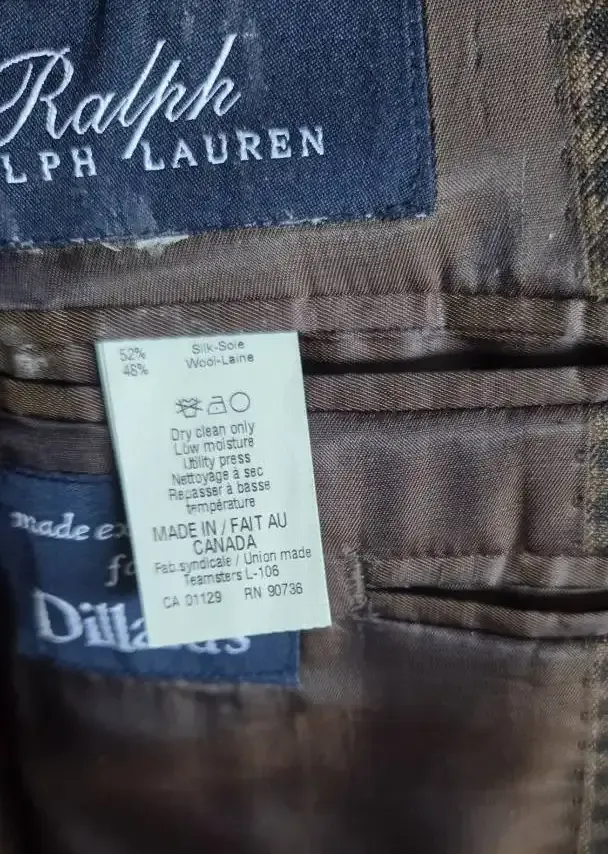 Ralph
LPH LAUREN
52% Silk-Soie
48% Wool-Laine
Dry clean only
Low moisture
Utility press
Nettoyage à sec
Repasser à basse
température
MADE IN / FAIT AU
CANADA
Fab.syndicale / Union made
Teamsters L-106
CA 01129 RN 90736
made ex
fo
Dillards